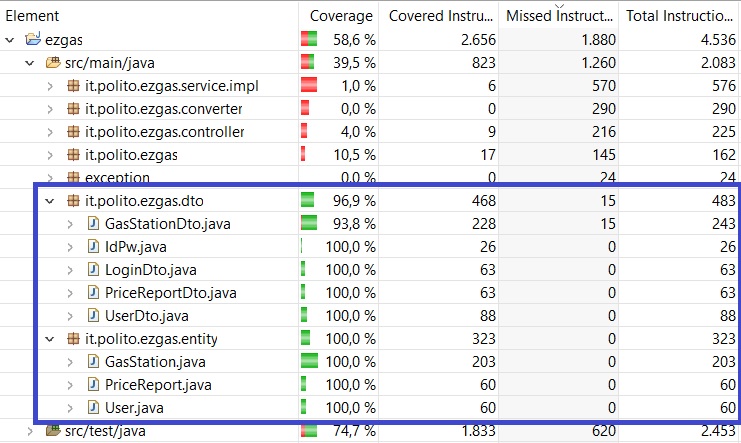 Element Coverage Covered Instru... Missed Instruct... Total Instructio...
ezgas 58,6 % 2.656 1.880 4.536
src/main/java 39,5 % 823 1.260 2.083
it.polito.ezgas.service.impl 1,0 % 6 570 576
it.polito.ezgas.converter 0,0 % 0 290 290
it.polito.ezgas.controller 4,0 % 9 216 225
it.polito.ezgas 10,5 % 17 145 162
exception 0,0 % 0 24 24
it.polito.ezgas.dto 96,9 % 468 15 483
GasStationDto.java 93,8 % 228 15 243
IdPw.java 100,0 % 26 0 26
LoginDto.java 100,0 % 63 0 63
PriceReportDto.java 100,0 % 63 0 63
UserDto.java 100,0 % 88 0 88
it.polito.ezgas.entity 100,0 % 323 0 323
GasStation.java 100,0 % 203 0 203
PriceReport.java 100,0 % 60 0 60
User.java 100,0 % 60 0 60
src/test/java 74,7 % 1.833 620 2.453